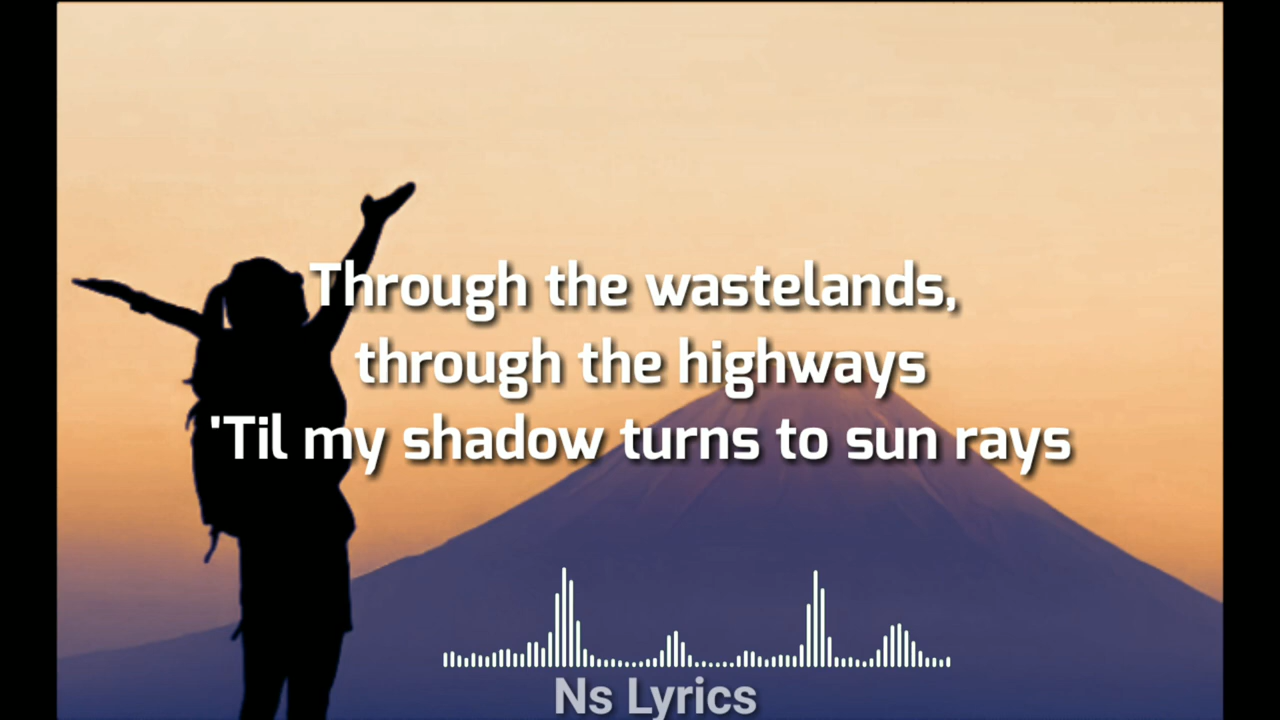 Through the wastelands,
through the highways
'Til my shadow turns to sun rays
Ns Lyrics